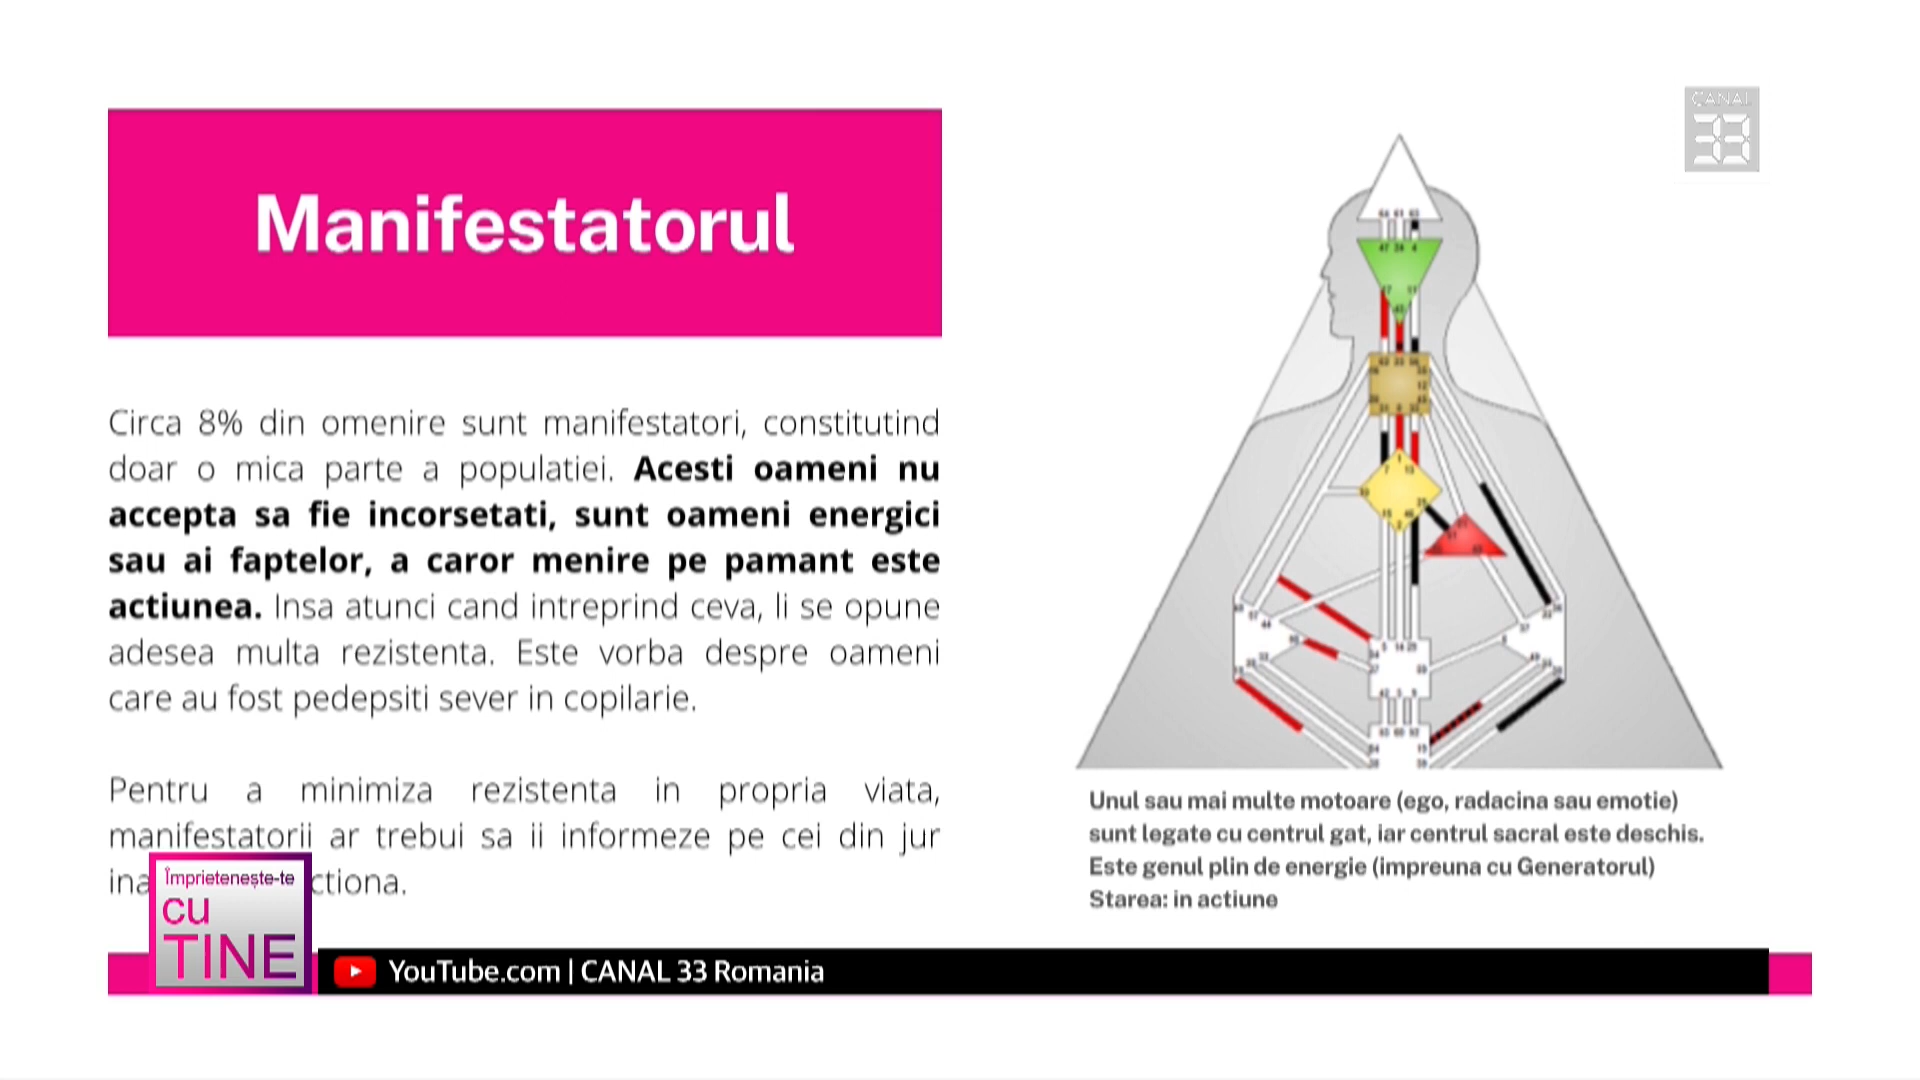 CANAL
33
Manifestatorul
Circa 8% din omenire sunt manifestatori, constitutind
doar o mica parte a populatiei. Acesti oameni nu
accepta sa fie incorsetati, sunt oameni energici
sau ai faptelor, a caror menire pe pamant este
actiunea. Insa atunci cand intreprind ceva, li se opune
adesea multa rezistenta. Este vorba despre oameni
care au fost pedepsiti sever in copilarie.
Pentru a minimiza rezistenta in propria viata,
manifestatorii ar trebui sa ii informeze pe cei din jur
ina ctiona.
Unul sau mai multe motoare (ego, radacina sau emotie)
sunt legate cu centrul gat, iar centrul sacral este deschis.
Este genul plin de energie (impreuna cu Generatorul)
Starea: in actiune
Împrietenește-te
cu
TINE
YouTube.com | CANAL 33 Romania